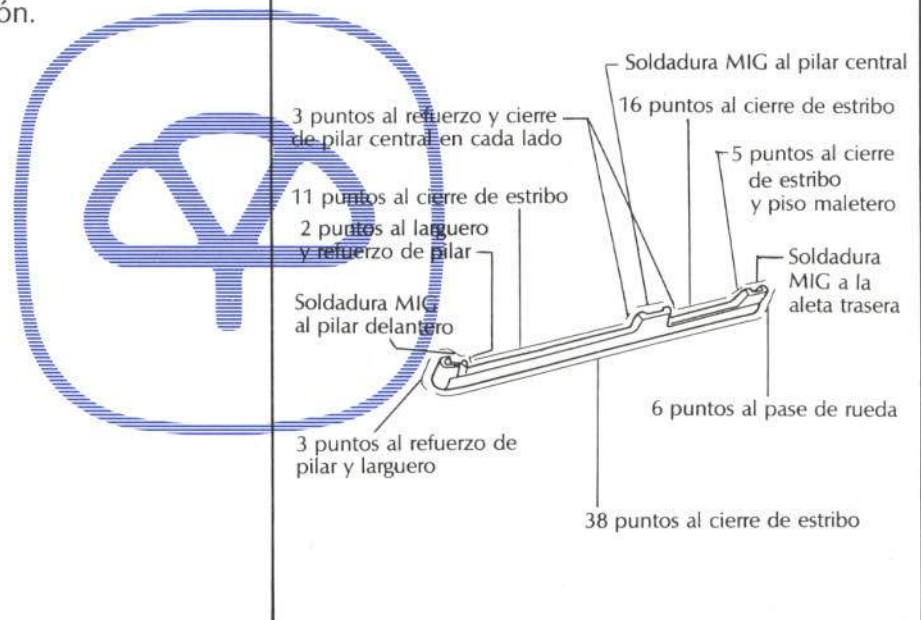 ón.
Soldadura MIG al pilar central
16 puntos al cierre de estribo
3 puntos al refuerzo y cierre
de pilar central en cada lado
5 puntos al cierre
de estribo
y piso maletero
11 puntos al cierre de estribo
2 puntos al larguero
y refuerzo de pilar
Soldadura
MIG a la
aleta trasera
Soldadura MIG
al pilar delantero
6 puntos al pase de rueda
3 puntos al refuerzo de
pilar y larguero
38 puntos al cierre de estribo